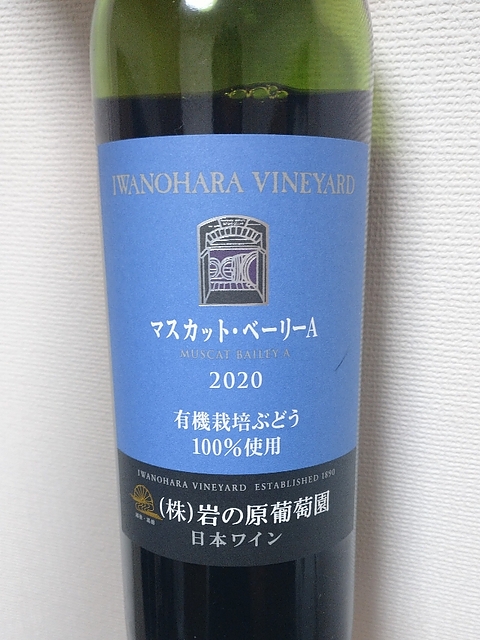 IWANOHARA VINEYARD
マスカット・ベーリーA
MUSCAT BAILEY A
2020
有機栽培ぶどう
100%使用
IWANOHARA VINEYARD ESTABLISHED 1890
(株)岩の原葡萄園
日本ワイン